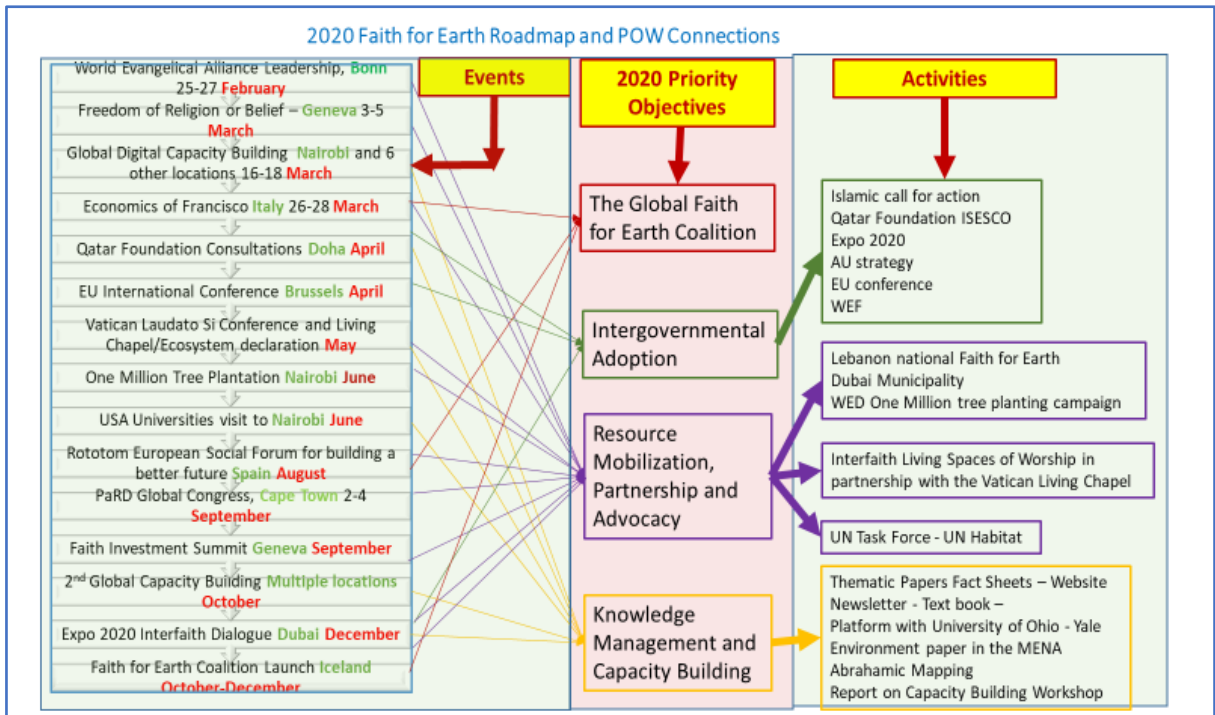 2020 Faith for Earth Roadmap and POW Connections
World Evangelical Alliance Leadership, Bonn
25-27 February
Freedom of Religion or Belief – Geneva 3-5
March
Global Digital Capacity Building Nairobi and 6
other locations 16-18 March
Economics of Francisco Italy 26-28 March
Qatar Foundation Consultations Doha April
EU International Conference Brussels April
Vatican Laudato Si Conference and Living
Chapel/Ecosystem declaration May
One Million Tree Plantation Nairobi June
USA Universities visit to Nairobi June
Rototom European Social Forum for building a
better future Spain August
PaRD Global Congress, Cape Town 2-4
September
Faith Investment Summit Geneva September
2nd Global Capacity Building Multiple locations
October
Expo 2020 Interfaith Dialogue Dubai December
Faith for Earth Coalition Launch Iceland
October-December
Events
2020 Priority
Objectives
The Global Faith
for Earth Coalition
Intergovernmental
Adoption
Resource
Mobilization,
Partnership and
Advocacy
Knowledge
Management and
Capacity Building
Activities
Islamic call for action
Qatar Foundation ISESCO
Expo 2020
AU strategy
EU conference
WEF
Lebanon national Faith for Earth
Dubai Municipality
WED One Million tree planting campaign
Interfaith Living Spaces of Worship in
partnership with the Vatican Living Chapel
UN Task Force - UN Habitat
Thematic Papers Fact Sheets – Website
Newsletter - Text book –
Platform with University of Ohio - Yale
Environment paper in the MENA
Abrahamic Mapping
Report on Capacity Building Workshop